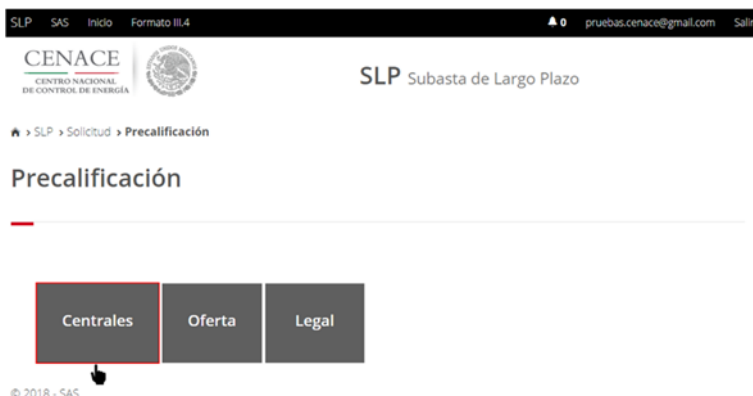 SLP SAS Inicio Formato III.4 0 pruebas.cenace@gmail.com Salir
CENACE
CENTRO NACIONAL
DE CONTROL DE ENERGÍA
SLP Subasta de Largo Plazo
> SLP > Solicitud > Precalificación
Precalificación
Centrales Oferta Legal
© 2018 - SAS